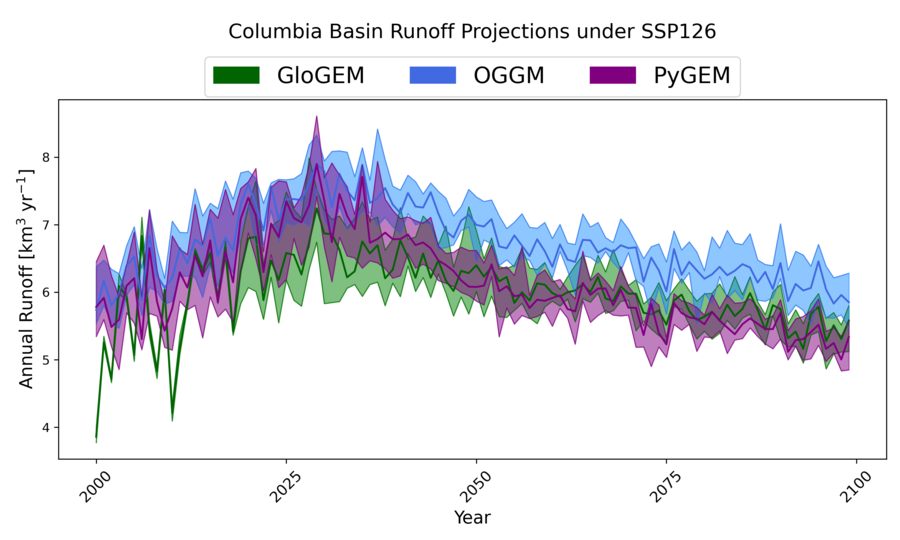 Columbia Basin Runoff Projections under SSP126
GloGEM OGGM PyGEM
Annual Runoff [km³ yr⁻¹]
8
7
6
5
4
2000 2025 2050 2075 2100
Year